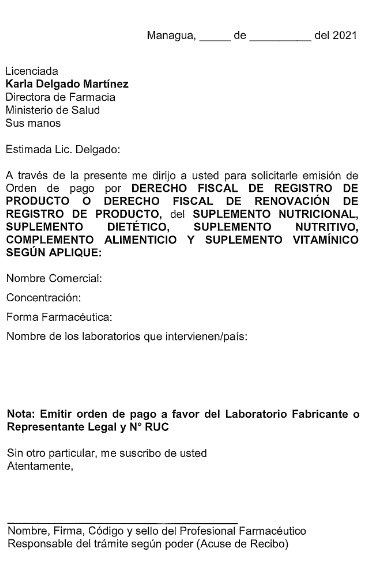 Managua, _____ de __________ del 2021
Licenciada
Karla Delgado Martínez
Directora de Farmacia
Ministerio de Salud
Sus manos
Estimada Lic. Delgado:
A través de la presente me dirijo a usted para solicitarle emisión de
Orden de pago por DERECHO FISCAL DE REGISTRO DE
PRODUCTO O DERECHO FISCAL DE RENOVACIÓN DE
REGISTRO DE PRODUCTO, del SUPLEMENTO NUTRICIONAL,
SUPLEMENTO DIETÉTICO, SUPLEMENTO NUTRITIVO,
COMPLEMENTO ALIMENTICIO Y SUPLEMENTO VITAMÍNICO
SEGÚN APLIQUE:
Nombre Comercial:
Concentración:
Forma Farmacéutica:
Nombre de los laboratorios que intervienen/país:
Nota: Emitir orden de pago a favor del Laboratorio Fabricante o
Representante Legal y N° RUC
Sin otro particular, me suscribo de usted
Atentamente,
Nombre, Firma, Código y sello del Profesional Farmacéutico
Responsable del trámite según poder (Acuse de Recibo)